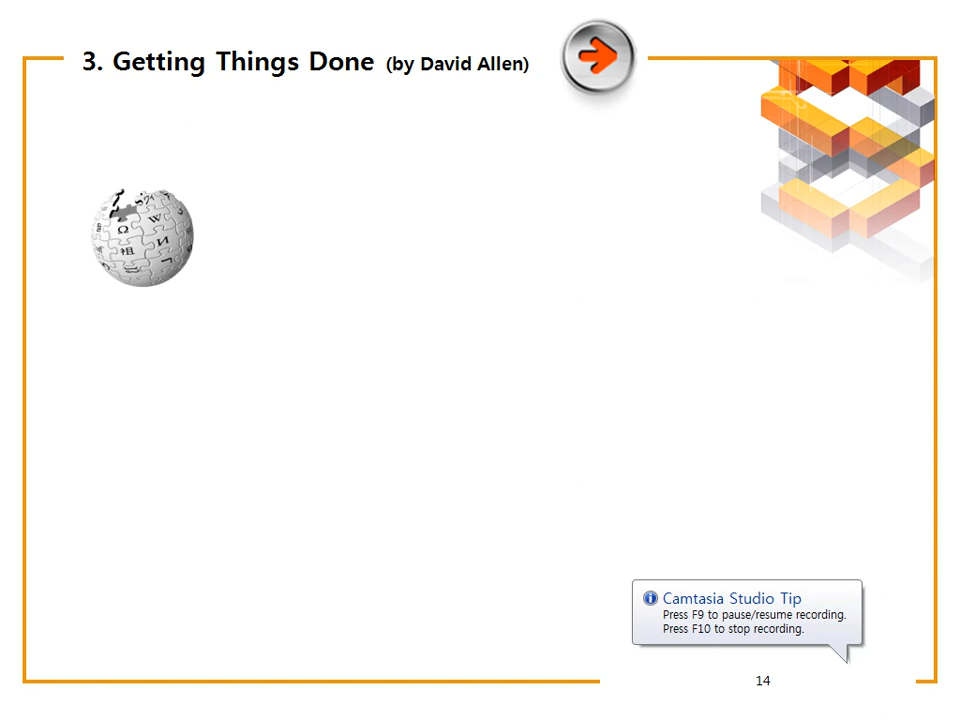 3. Getting Things Done (by David Allen)
Ω W И
祖
Camtasia Studio Tip
Press F9 to pause/resume recording.
Press F10 to stop recording.
14